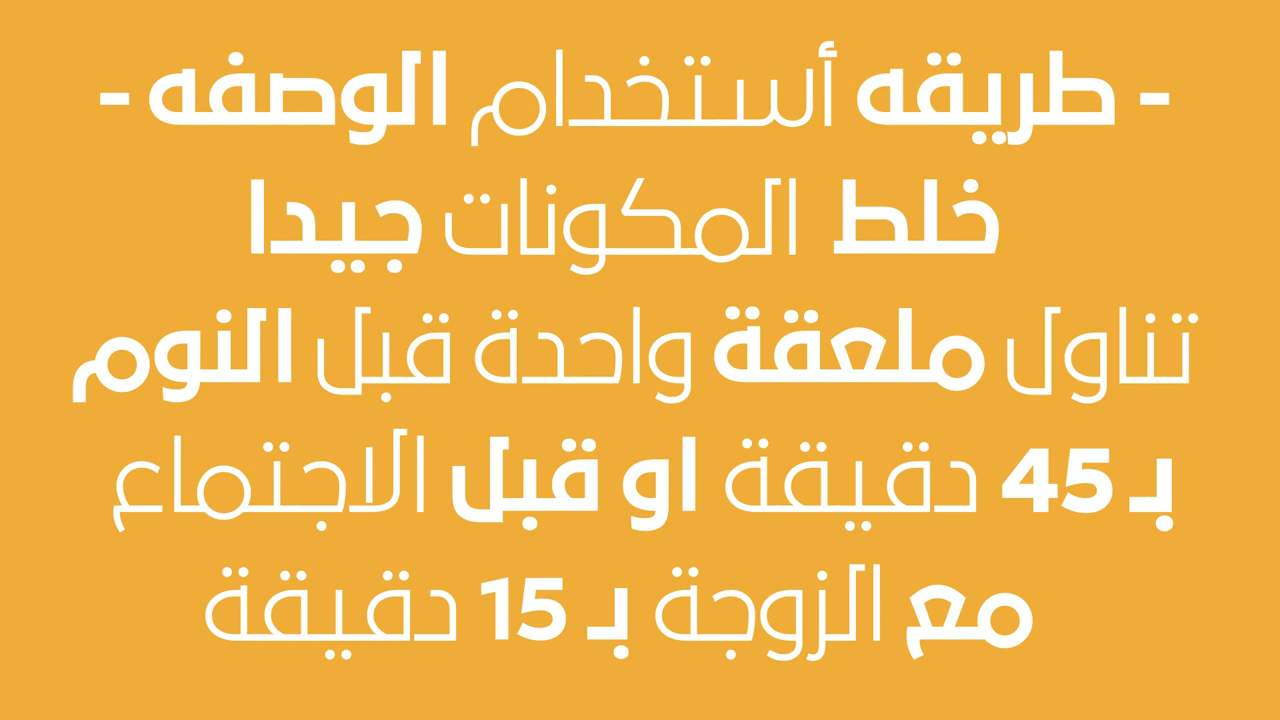 - طريقه أستخدام الوصفه -
خلط المكونات جيدا
تناول ملعقة واحدة قبل النوم
بـ 45 دقيقة او قبل الاجتماع
مع الزوجة بـ 15 دقيقة